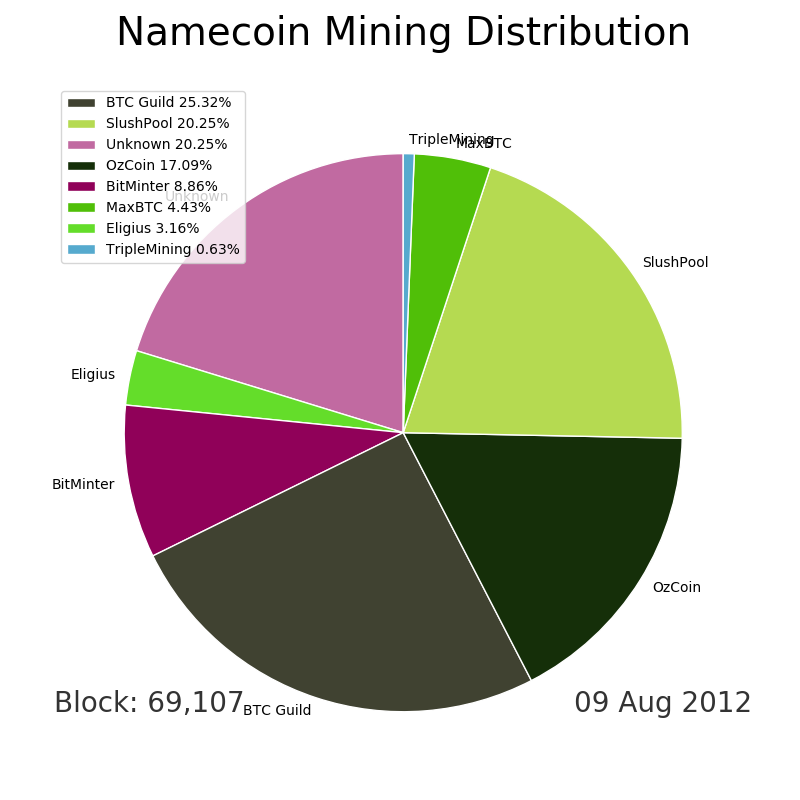 Namecoin Mining Distribution
BTC Guild 25.32%
SlushPool 20.25%
Unknown 20.25%
OzCoin 17.09%
BitMinter 8.86%
MaxBTC 4.43%
Eligius 3.16%
TripleMining 0.63%
TripleMining
MaxBTC
Unknown
SlushPool
Eligius
BitMinter
OzCoin
BTC Guild
Block: 69,107
09 Aug 2012